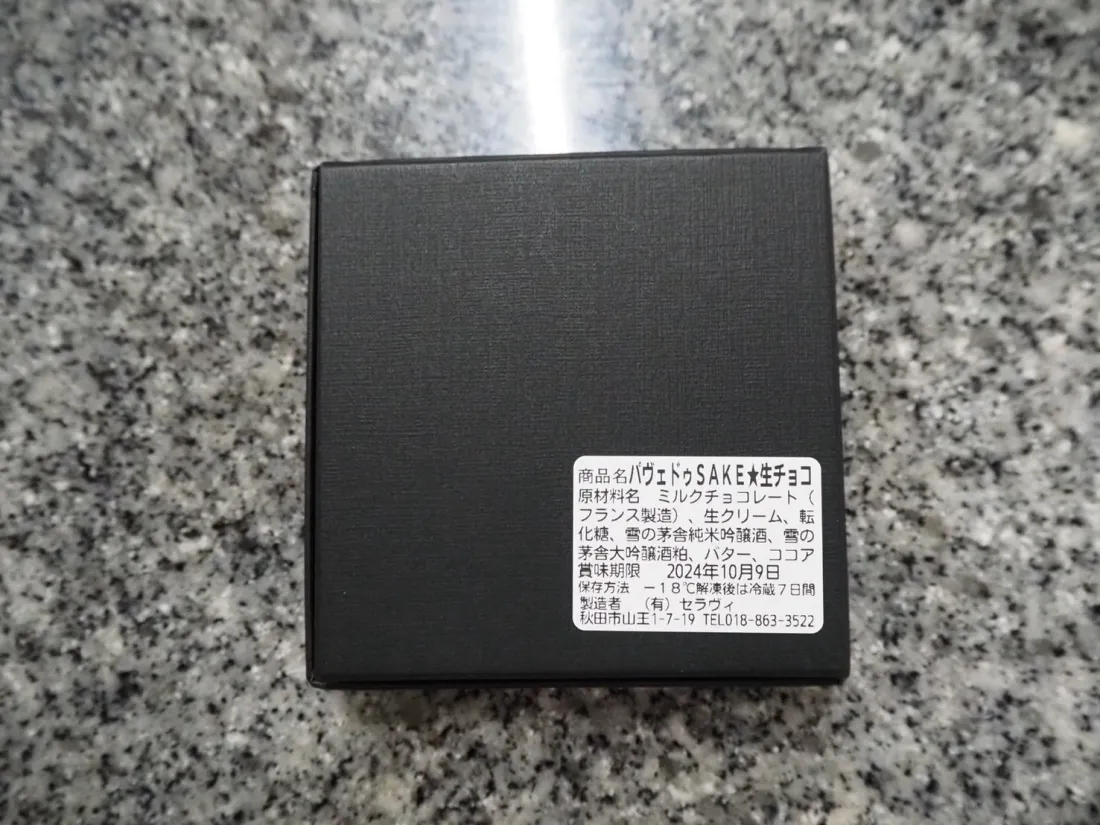 商品名パヴェドゥSAKE★生チョコ
原材料名 ミルクチョコレート（
フランス製造）、生クリーム、転
化糖、雪の茅舎純米吟醸酒、雪の
茅舎大吟醸酒粕、バター、ココア
賞味期限 2024年10月9日
保存方法 －18℃解凍後は冷蔵7日間
製造者 （有）セラヴィ
秋田市山王1-7-19 TEL018-863-3522